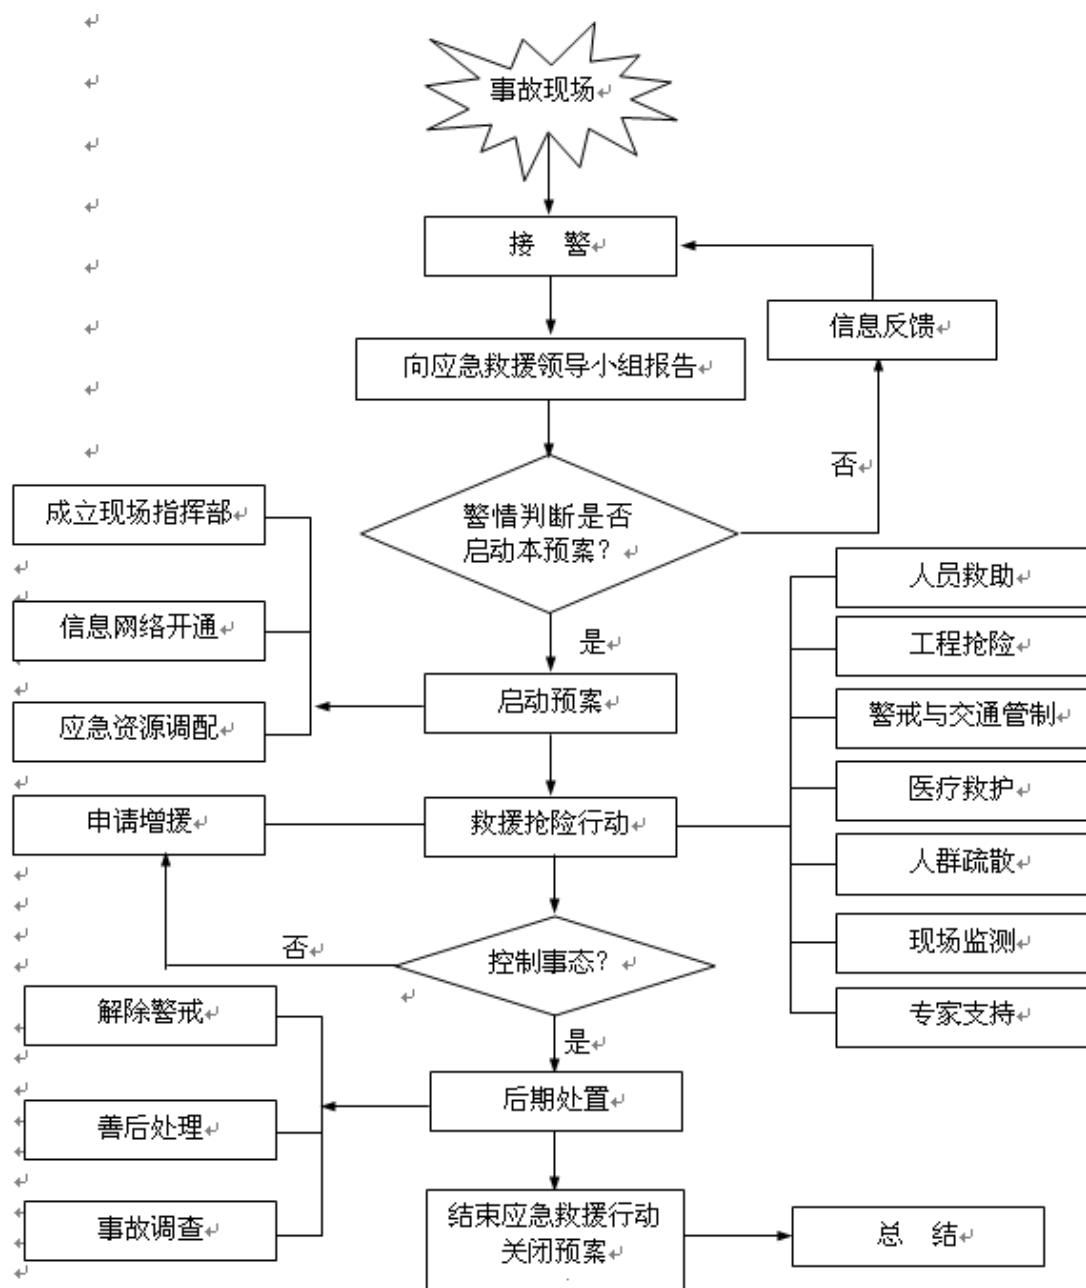 事故现场
接　警
信息反馈
向应急救援领导小组报告
否
成立现场指挥部
警情判断是否
启动本预案？
人员救助
信息网络开通
是
工程抢险
启动预案
应急资源调配
警戒与交通管制
医疗救护
申请增援
救援抢险行动
人群疏散
否
控制事态？
现场监测
解除警戒
专家支持
是
后期处置
善后处理
事故调查
结束应急救援行动
关闭预案
总　结